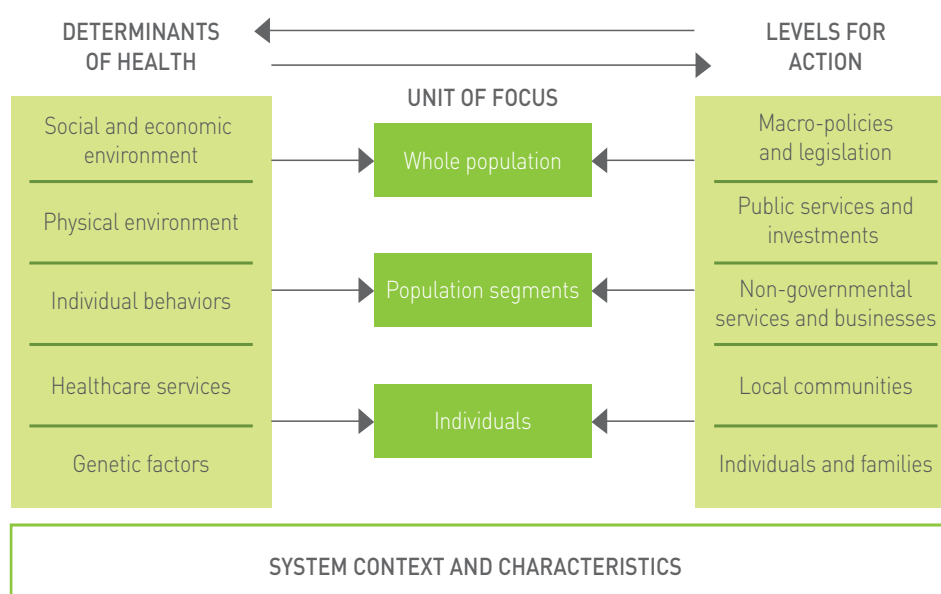 DETERMINANTS
OF HEALTH
Social and economic
environment
Physical environment
Individual behaviors
Healthcare services
Genetic factors
UNIT OF FOCUS
Whole population
Population segments
Individuals
LEVELS FOR
ACTION
Macro-policies
and legislation
Public services and
investments
Non-governmental
services and businesses
Local communities
Individuals and families
SYSTEM CONTEXT AND CHARACTERISTICS